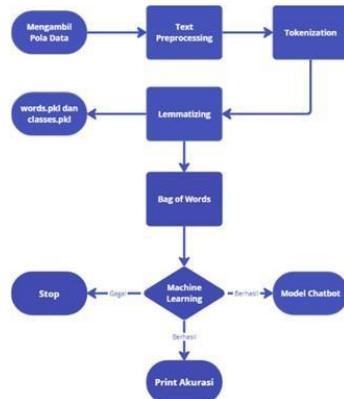 Mengambil
Pola Data
Text
Preprocessing
Tokenization
words.pkl dan
classes.pkl
Lemmatizing
Bag of Words
Machine
Learning
Stop
Gagal
Berhasil
Model Chatbot
Berhasil
Print Akurasi